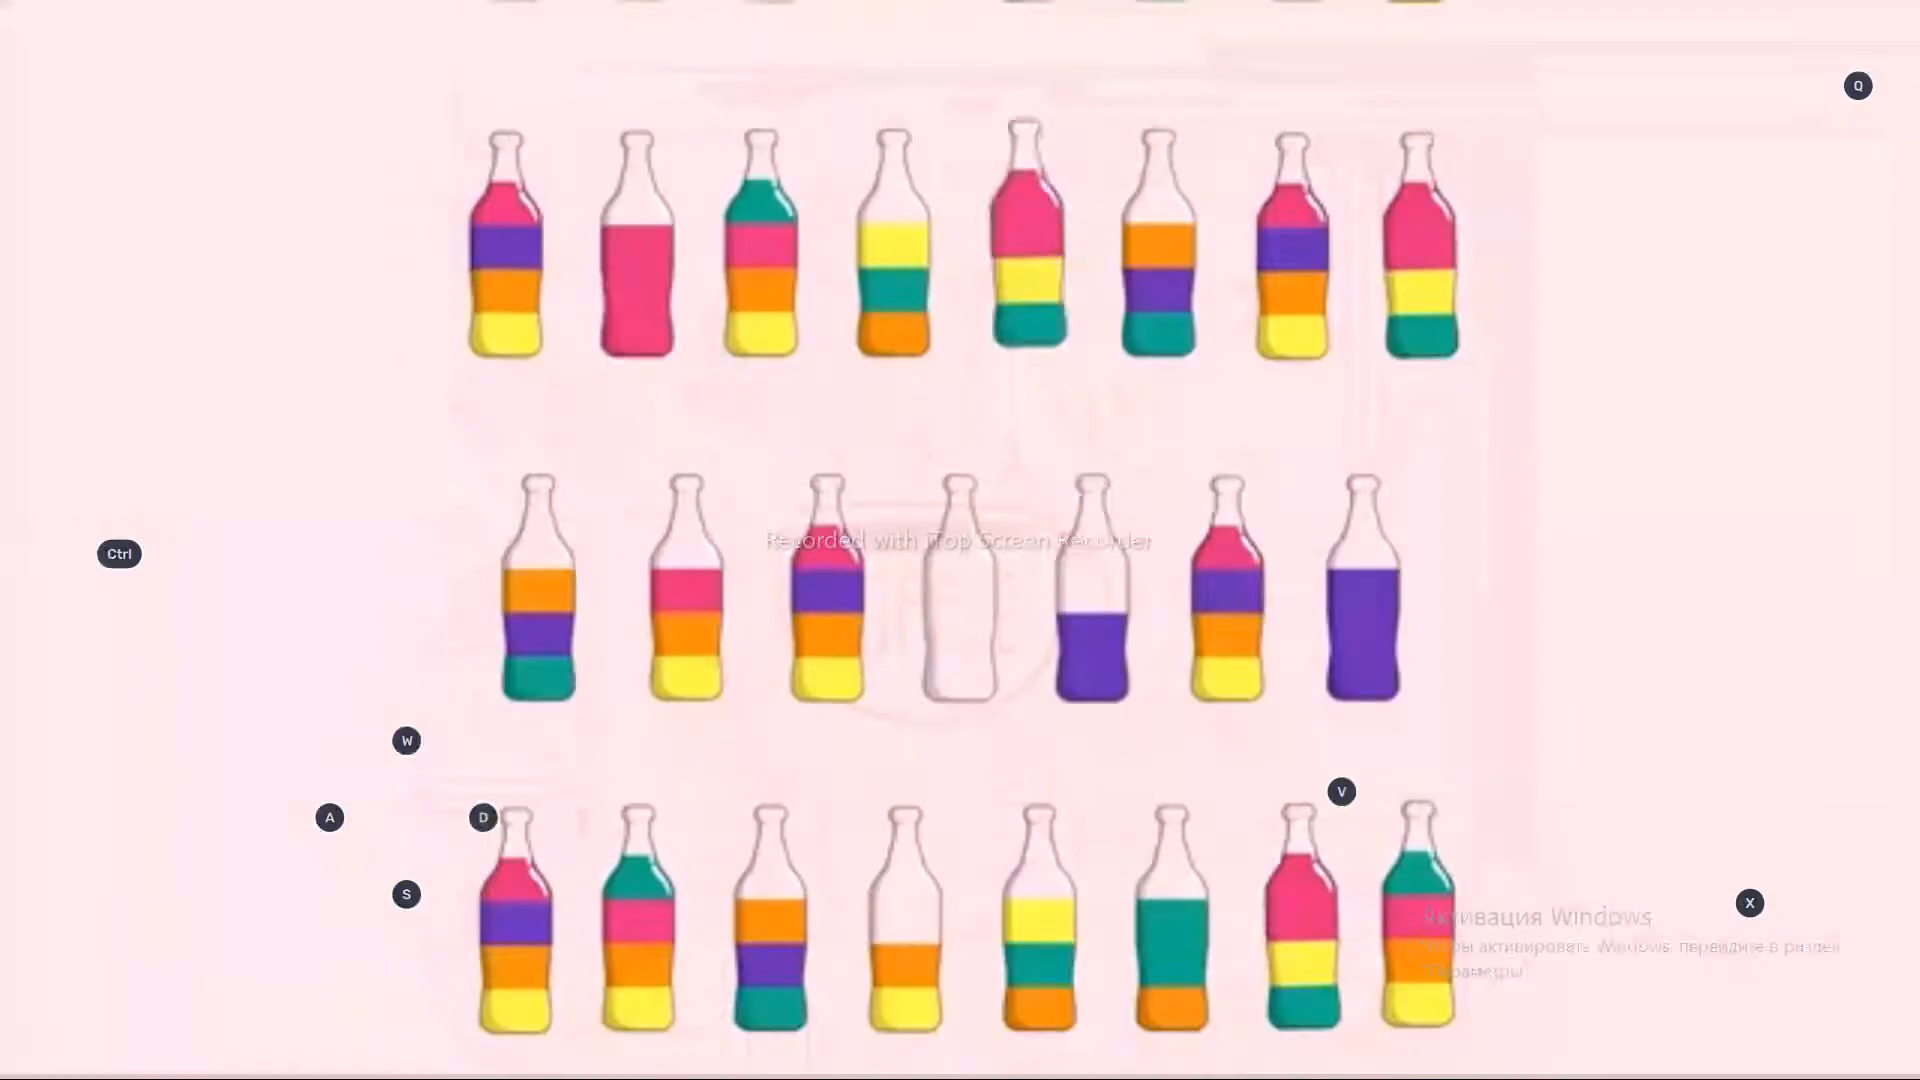 Q
Ctrl
Recorded with iTop Screen Recorder
W
V
A
D
S
X
Активация Windows
Чтобы активировать Windows, перейдите в раздел
"Параметры"